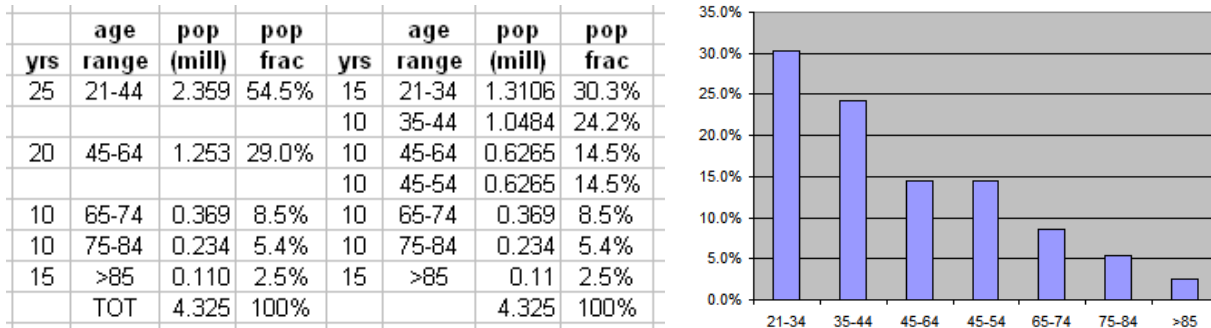 age pop pop age pop pop
yrs range (mill) frac yrs range (mill) frac
25 21-44 2.359 54.5% 15 21-34 1.3106 30.3%
10 35-44 1.0484 24.2%
20 45-64 1.253 29.0% 10 45-64 0.6265 14.5%
10 45-54 0.6265 14.5%
10 65-74 0.369 8.5% 10 65-74 0.369 8.5%
10 75-84 0.234 5.4% 10 75-84 0.234 5.4%
15 >85 0.110 2.5% 15 >85 0.11 2.5%
TOT 4.325 100% 4.325 100%
35.0%
30.0%
25.0%
20.0%
15.0%
10.0%
5.0%
0.0%
21-34 35-44 45-64 45-54 65-74 75-84 >85